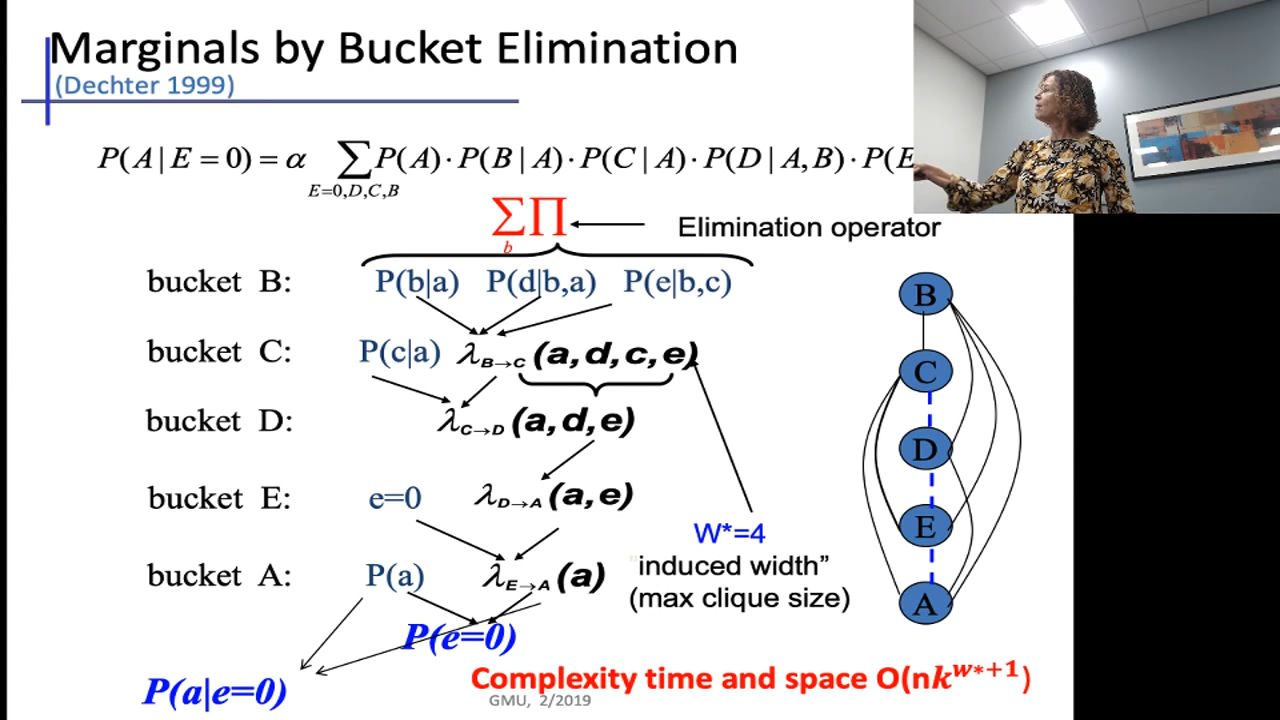 Marginals by Bucket Elimination
(Dechter 1999)
P(A | E = 0) = α ∑ P(A) · P(B | A) · P(C | A) · P(D | A, B) · P(E
E=0,D,C,B
∑∏
b
Elimination operator
bucket B: P(b|a) P(d|b,a) P(e|b,c)
bucket C: P(c|a) λB→C (a,d,c,e)
bucket D: λC→D (a,d,e)
bucket E: e=0 λD→A (a,e)
bucket A: P(a) λE→A (a)
P(e=0)
P(a|e=0)
W*=4
"induced width"
(max clique size)
B
C
D
E
A
Complexity time and space O(nk^w*+1)
GMU, 2/2019